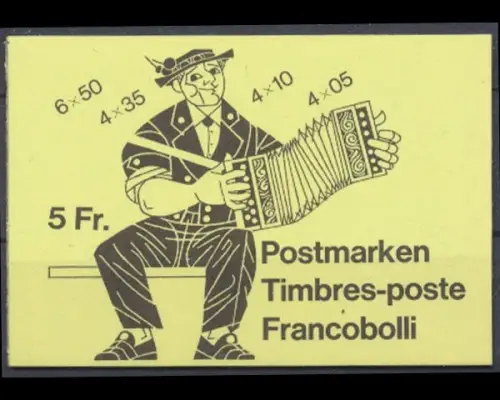 6×50
4×35
4×10
4×05
5 Fr.
Postmarken
Timbres-poste
Francobolli